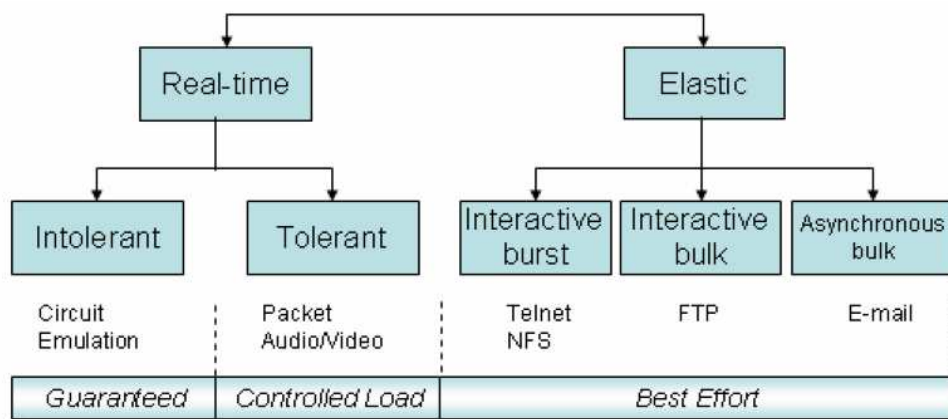 Real-time
Elastic
Intolerant
Tolerant
Interactive
burst
Interactive
bulk
Asynchronous
bulk
Circuit
Emulation
Packet
Audio/Video
Telnet
NFS
FTP
E-mail
Guaranteed
Controlled Load
Best Effort